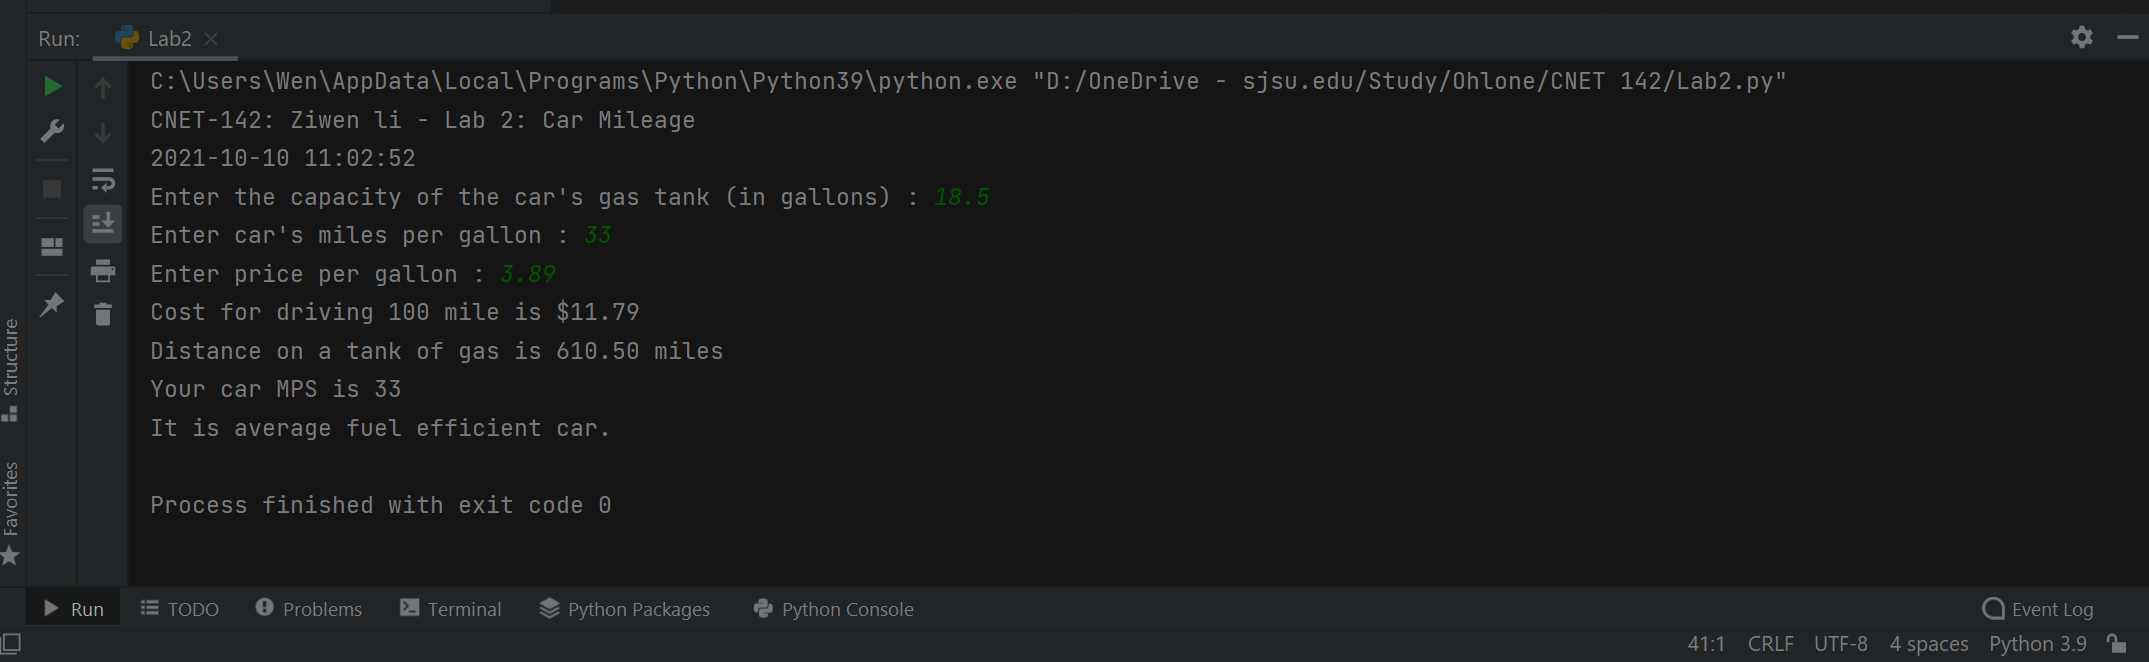 Run: Lab2
C:\Users\Wen\AppData\Local\Programs\Python\Python39\python.exe "D:/OneDrive - sjsu.edu/Study/Ohlone/CNET 142/Lab2.py"
CNET-142: Ziwen li - Lab 2: Car Mileage
2021-10-10 11:02:52
Enter the capacity of the car's gas tank (in gallons) : 18.5
Enter car's miles per gallon : 33
Enter price per gallon : 3.89
Cost for driving 100 mile is $11.79
Distance on a tank of gas is 610.50 miles
Your car MPS is 33
It is average fuel efficient car.
Process finished with exit code 0
Structure
Favorites
Run TODO Problems Terminal Python Packages Python Console Event Log
41:1 CRLF UTF-8 4 spaces Python 3.9